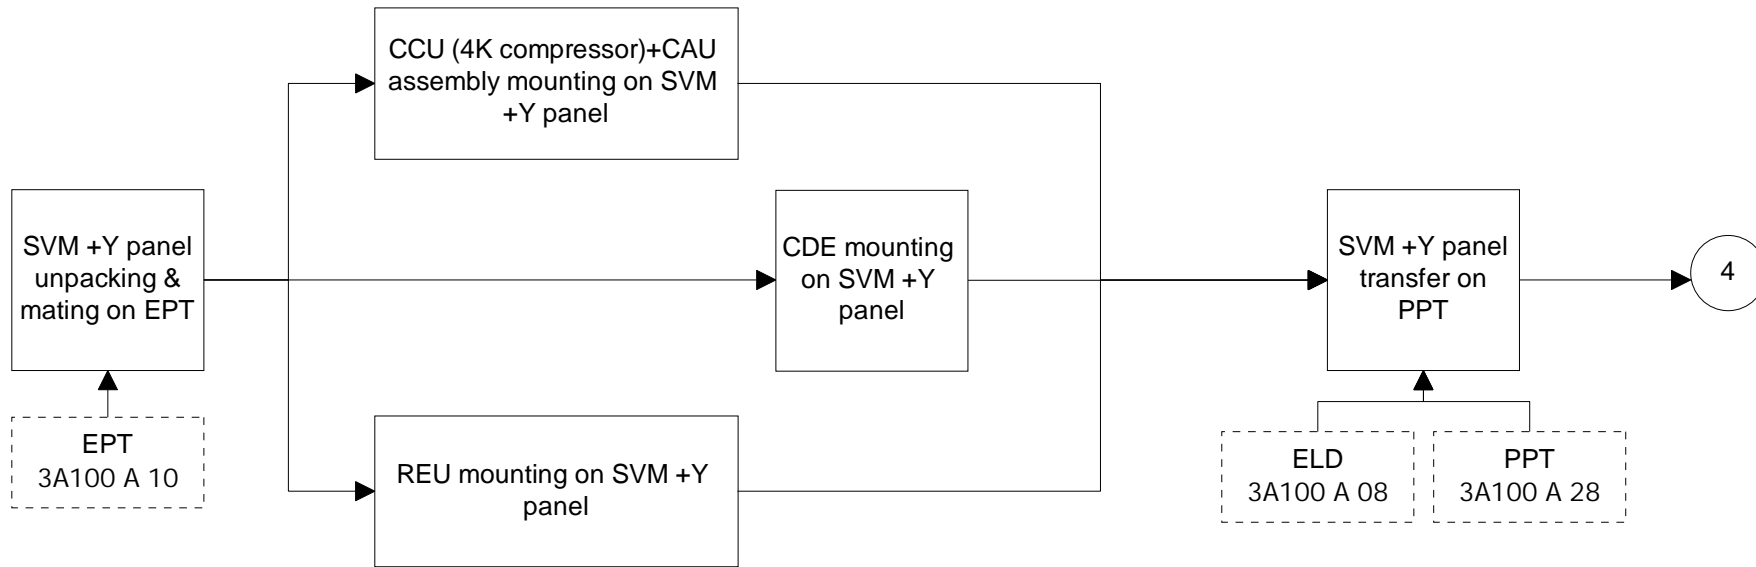 CCU (4K compressor)+CAU
assembly mounting on SVM
+Y panel
SVM +Y panel
unpacking &
mating on EPT
CDE mounting
on SVM +Y
panel
SVM +Y panel
transfer on
PPT
4
EPT
3A100 A 10
REU mounting on SVM +Y
panel
ELD
3A100 A 08
PPT
3A100 A 28